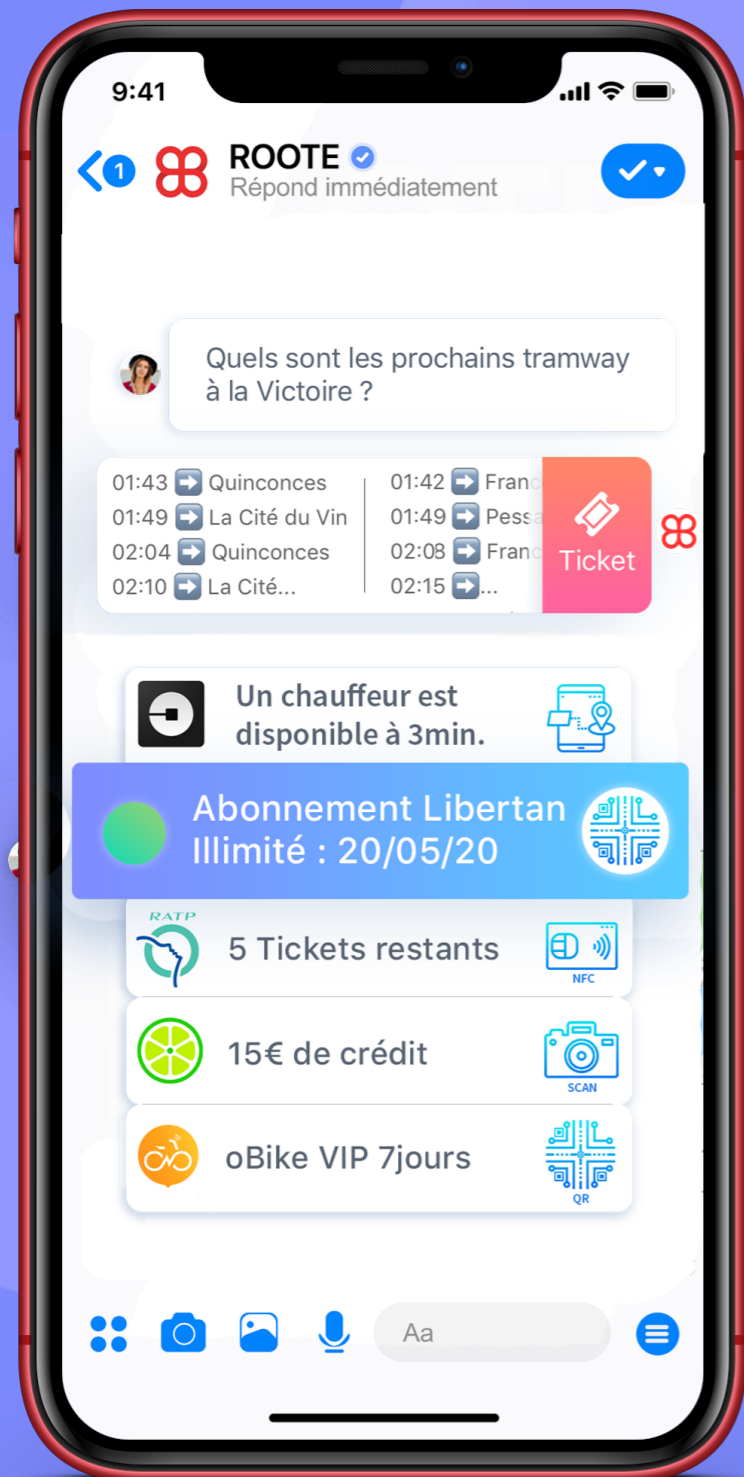 9:41
1
ROOTE
Répond immédiatement
Quels sont les prochains tramway
à la Victoire ?
01:43 ➡ Quinconces
01:49 ➡ La Cité du Vin
02:04 ➡ Quinconces
02:10 ➡ La Cité...
01:42 ➡ Franc
01:49 ➡ Pessa
02:08 ➡ Franc
02:15 ➡...
Ticket
Un chauffeur est
disponible à 3min.
Abonnement Libertan
Illimité : 20/05/20
RATP
5 Tickets restants
NFC
15€ de crédit
SCAN
oBike VIP 7jours
QR
Aa